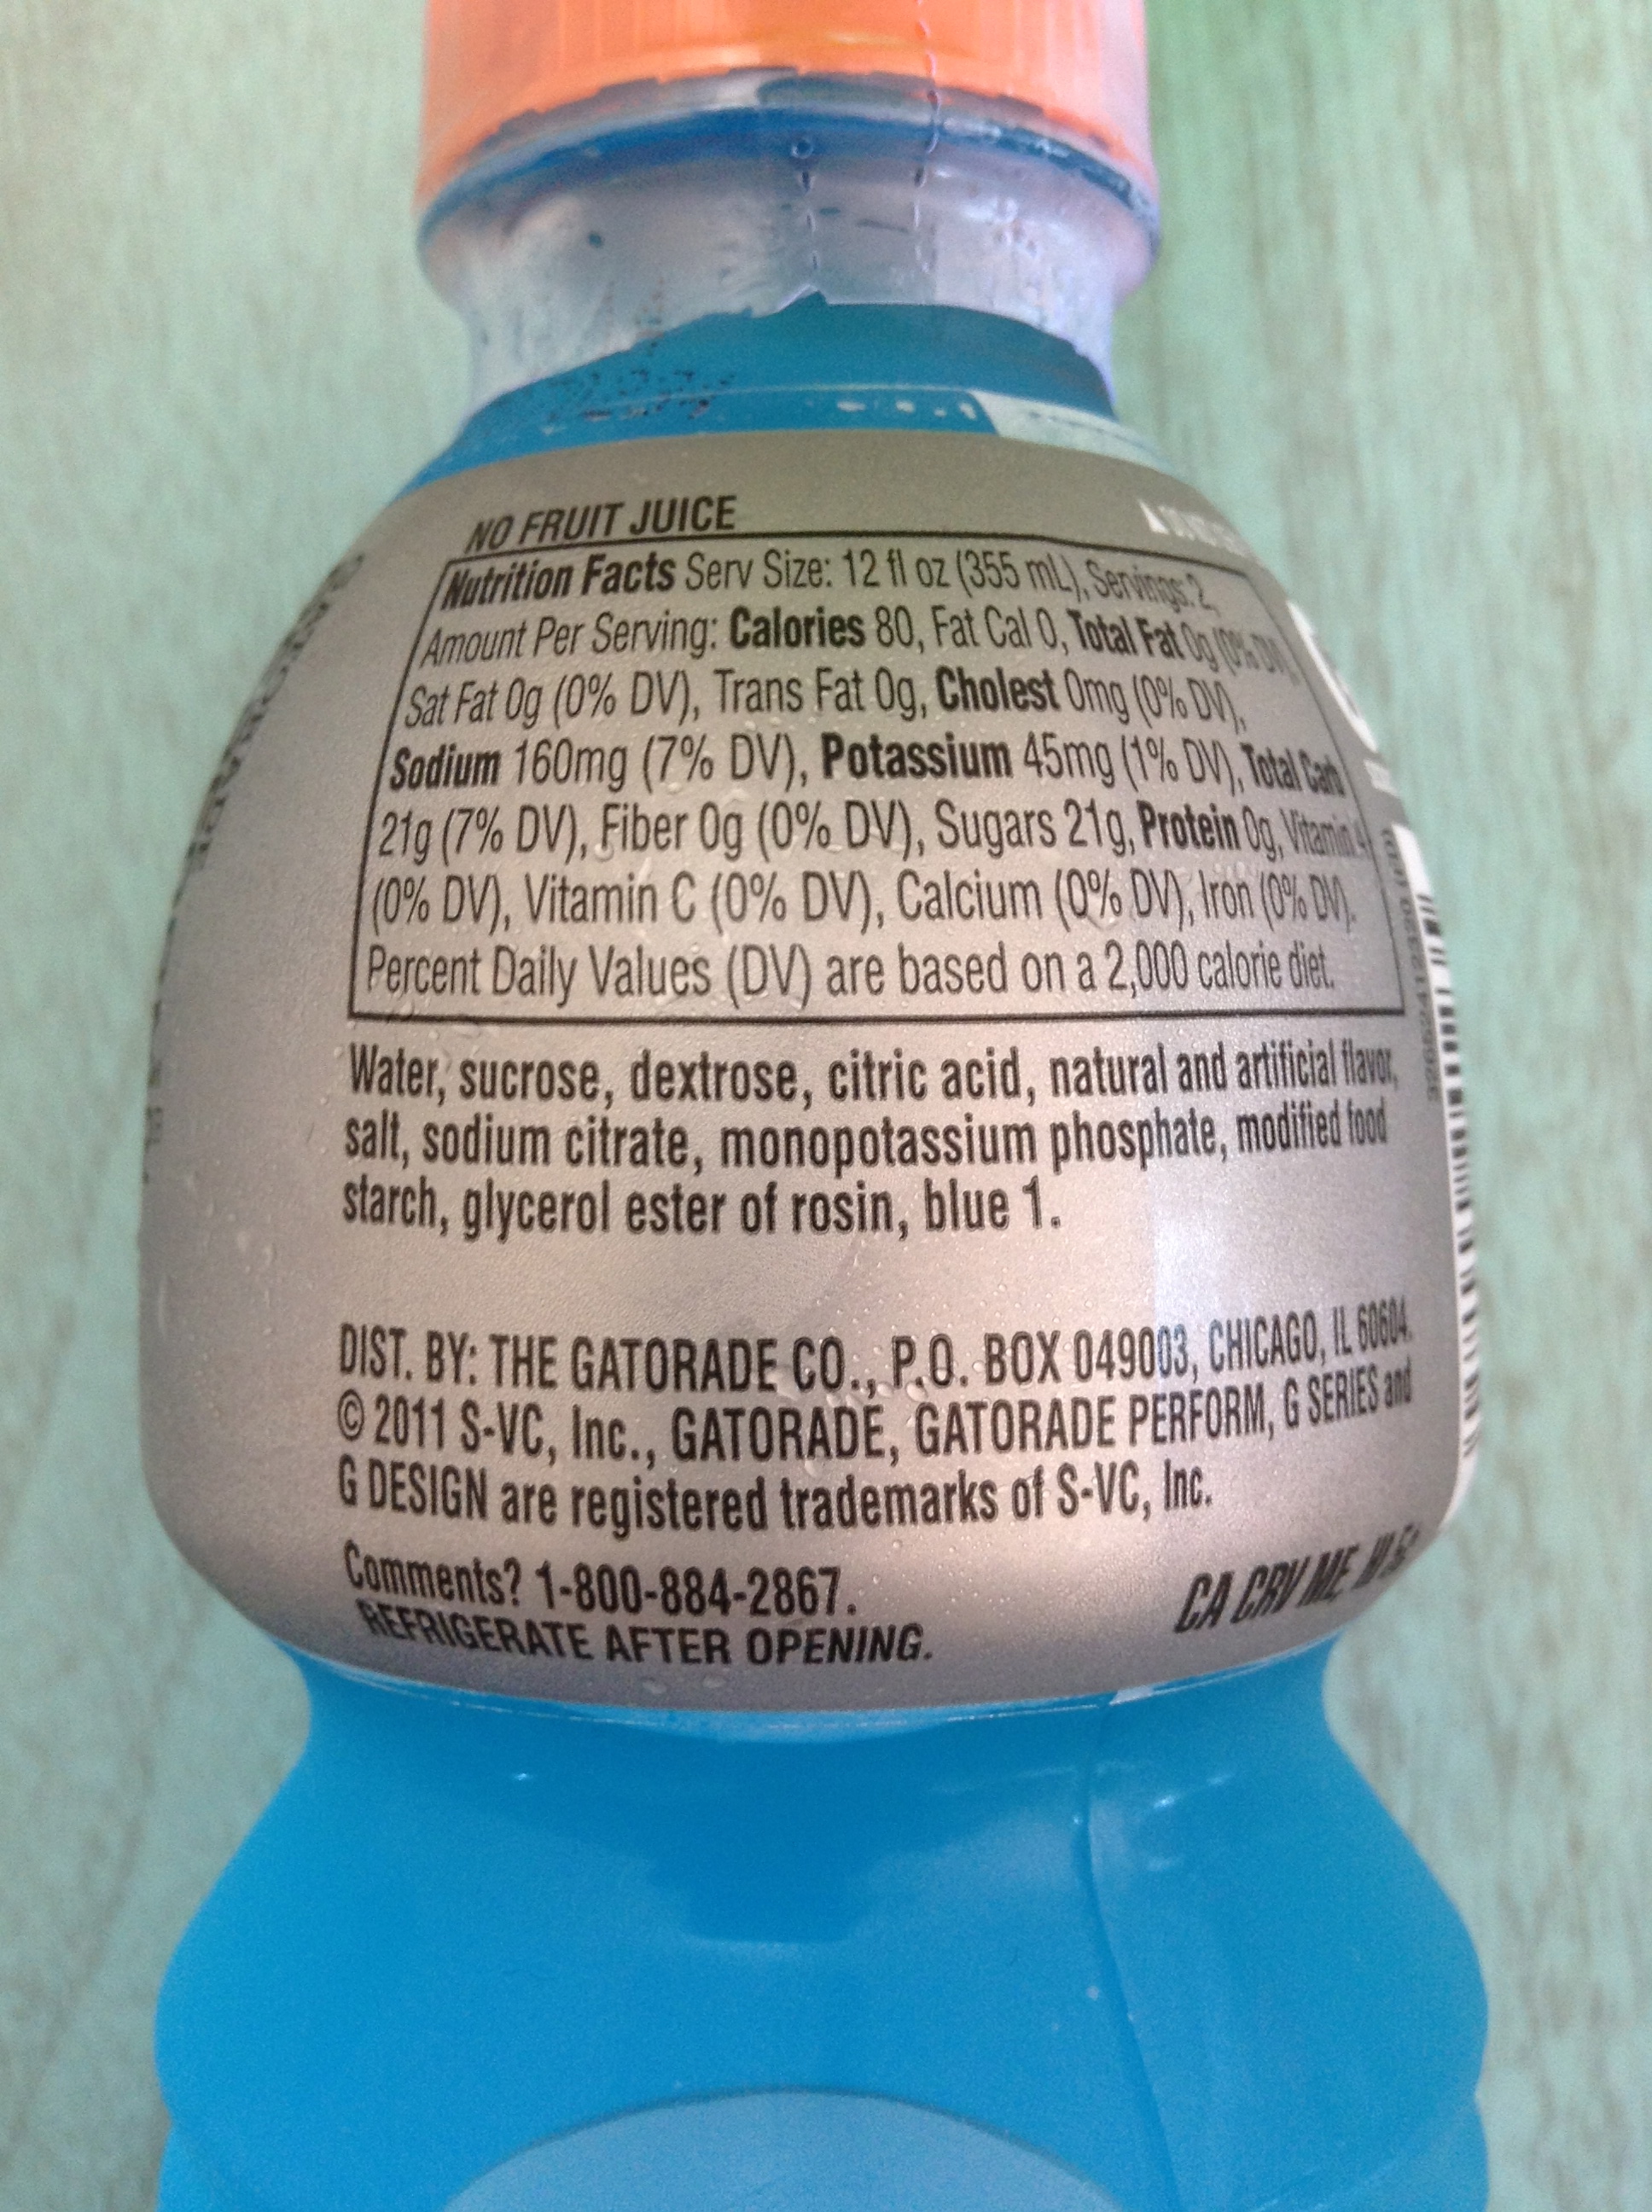 NO FRUIT JUICE
Nutrition Facts Serv Size: 12 fl oz (355 mL), Servings: 2,
Amount Per Serving: Calories 80, Fat Cal 0, Total Fat 0g (0% DV),
Sat Fat 0g (0% DV), Trans Fat 0g, Cholest 0mg (0% DV),
Sodium 160mg (7% DV), Potassium 45mg (1% DV), Total Carb
21g (7% DV), Fiber 0g (0% DV), Sugars 21g, Protein 0g, Vitamin A
(0% DV), Vitamin C (0% DV), Calcium (0% DV), Iron (0% DV).
Percent Daily Values (DV) are based on a 2,000 calorie diet.
Water, sucrose, dextrose, citric acid, natural and artificial flavor,
salt, sodium citrate, monopotassium phosphate, modified food
starch, glycerol ester of rosin, blue 1.
DIST. BY: THE GATORADE CO., P.O. BOX 049003, CHICAGO, IL 60604.
© 2011 S-VC, Inc., GATORADE, GATORADE PERFORM, G SERIES and
G DESIGN are registered trademarks of S-VC, Inc.
Comments? 1-800-884-2867.
REFRIGERATE AFTER OPENING.
CA CRV ME